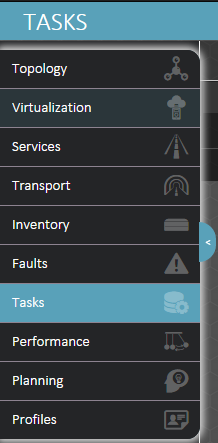 TASKS
Topology
Virtualization
Services
Transport
Inventory
<
Faults
Tasks
Performance
Planning
Profiles